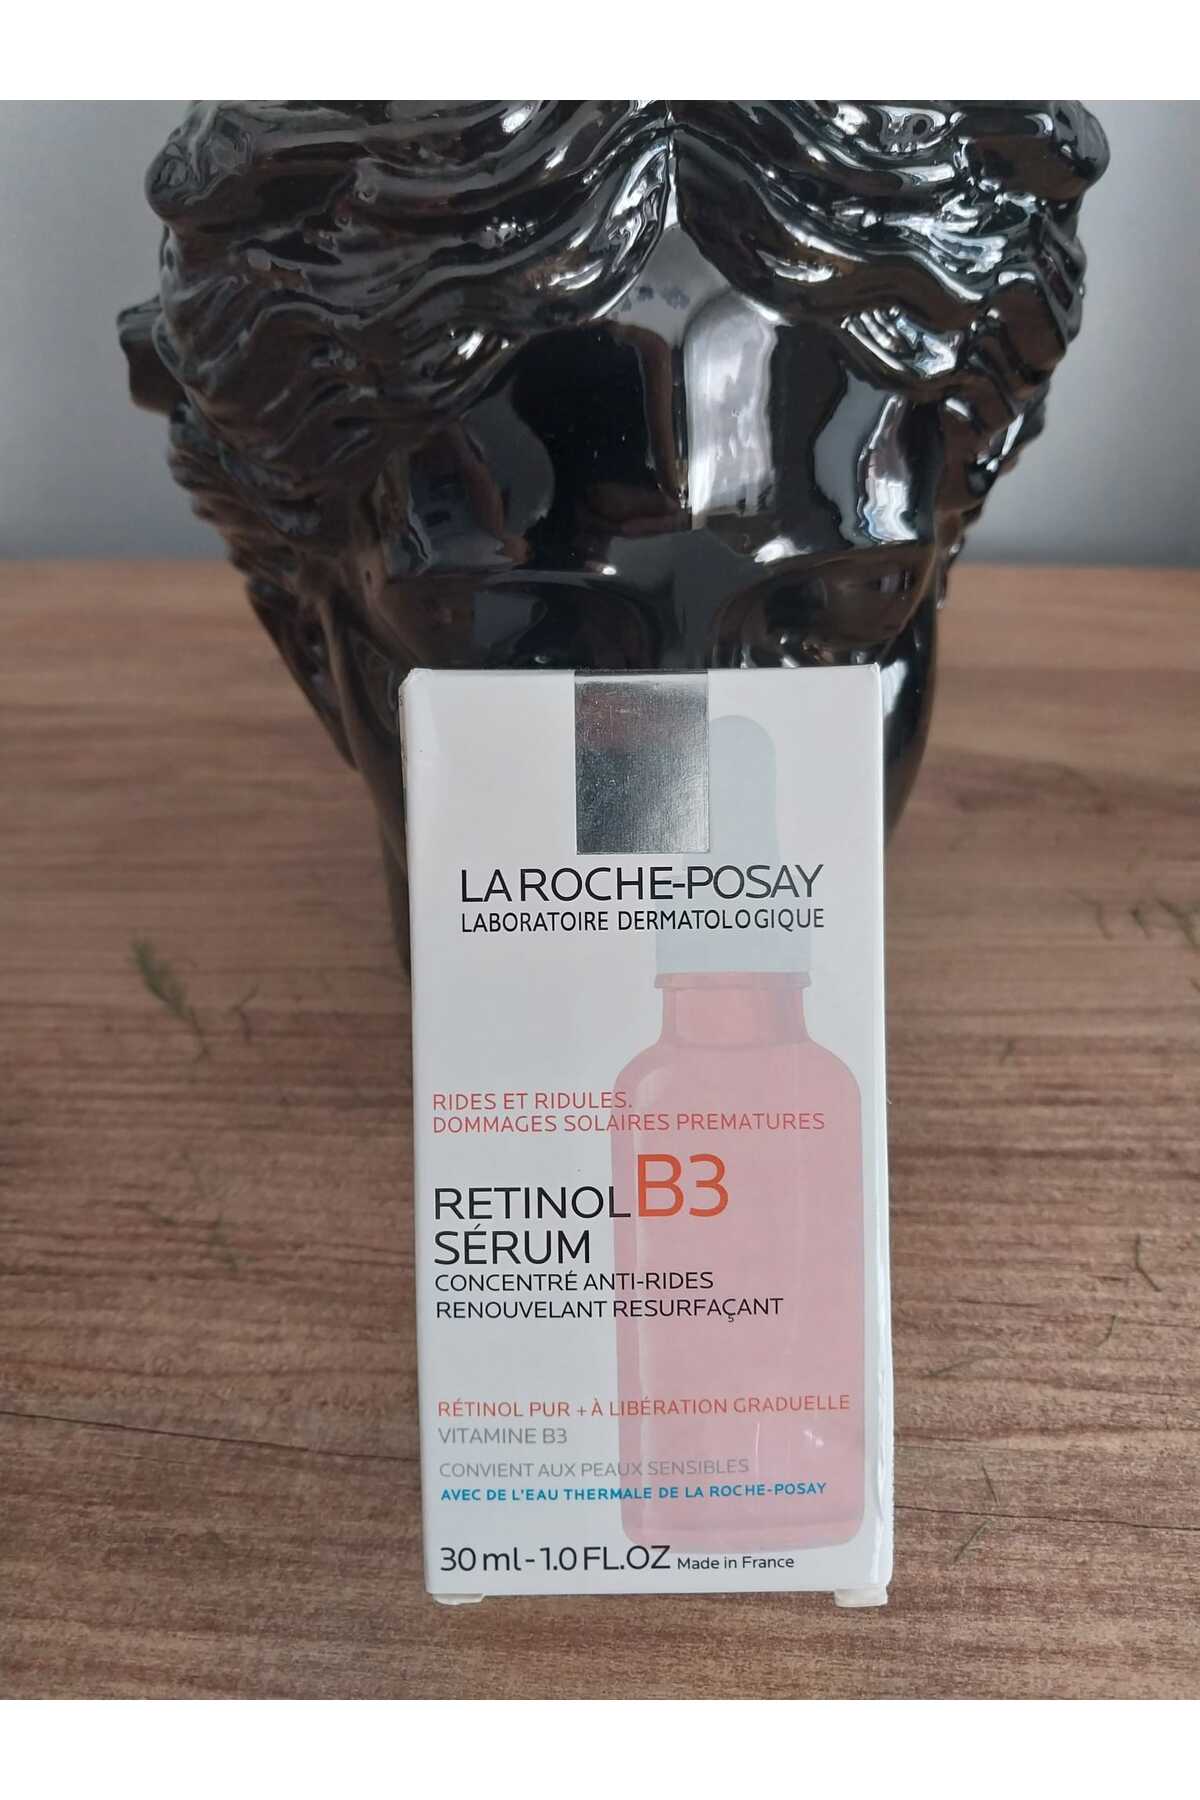 LA ROCHE-POSAY
LABORATOIRE DERMATOLOGIQUE
RIDES ET RIDULES.
DOMMAGES SOLAIRES PREMATURES
RETINOL B3
SÉRUM
CONCENTRÉ ANTI-RIDES
RENOUVELANT RESURFAÇANT
RÉTINOL PUR + À LIBÉRATION GRADUELLE
VITAMINE B3
CONVIENT AUX PEAUX SENSIBLES
AVEC DE L'EAU THERMALE DE LA ROCHE-POSAY
30 ml - 1.0 FL.OZ Made in France